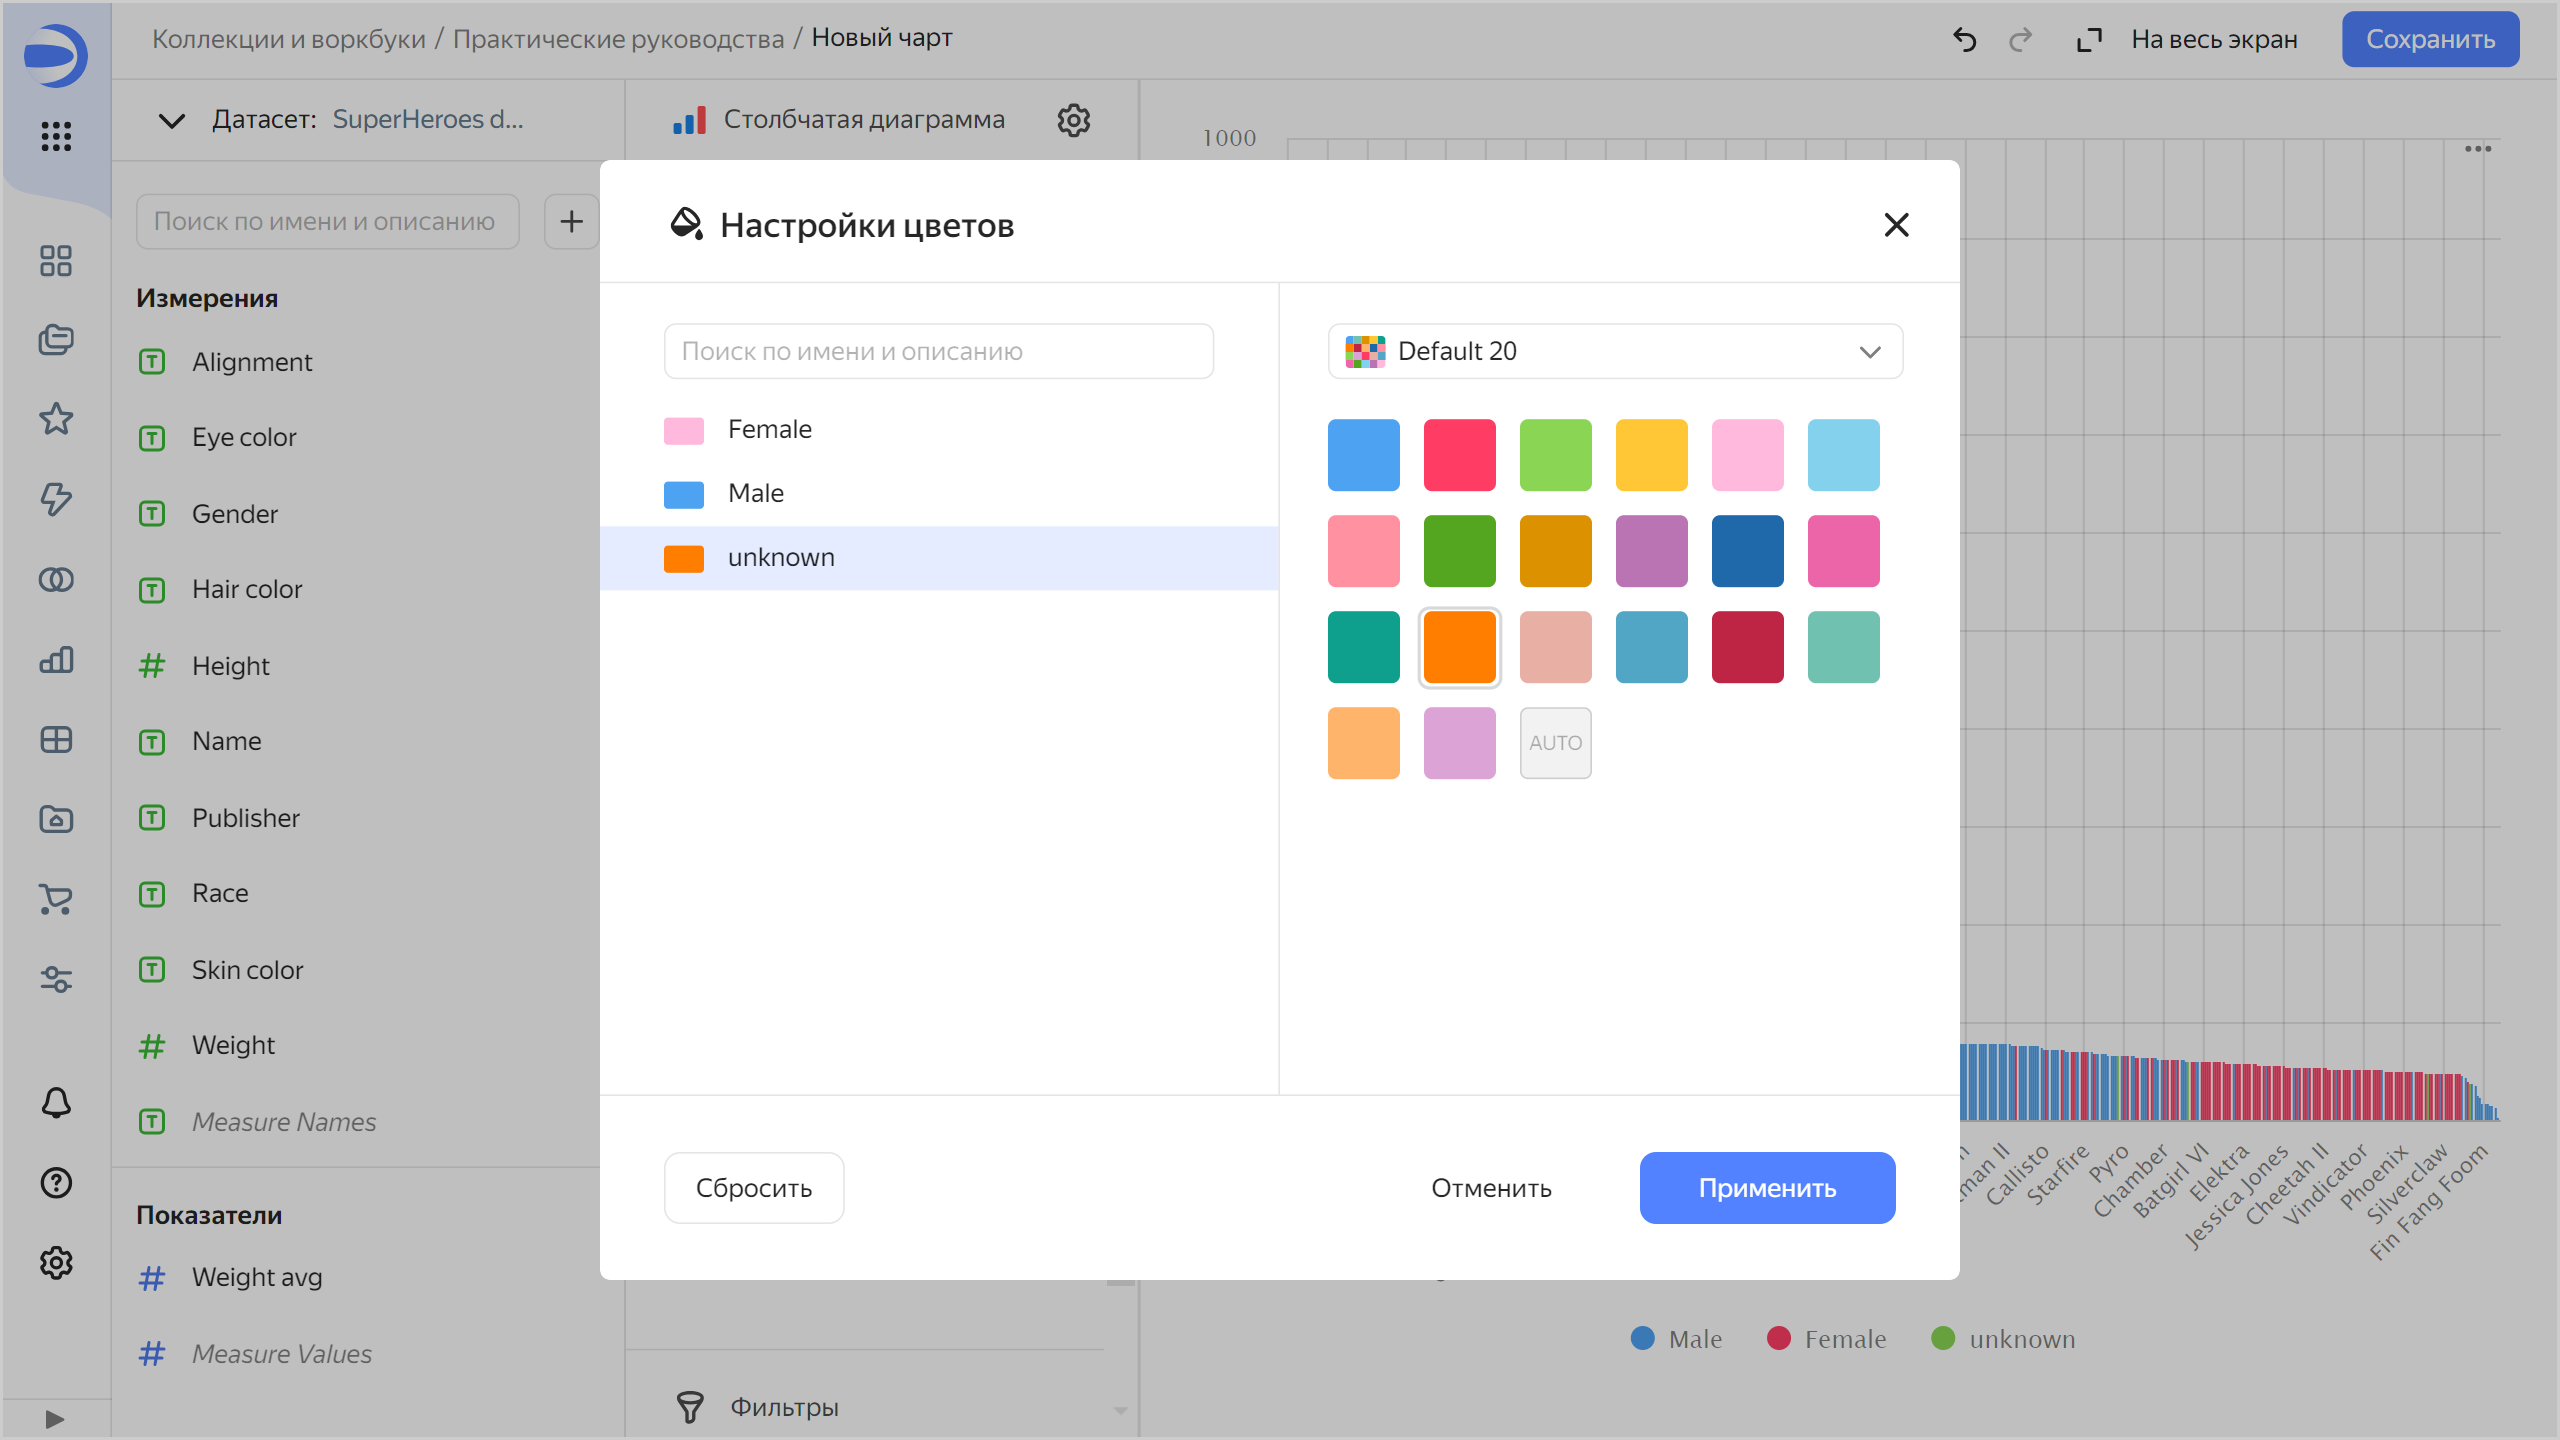 Коллекции и воркбуки / Практические руководства / Новый чарт
На весь экран
Сохранить
Датасет: SuperHeroes d...
Столбчатая диаграмма
Поиск по имени и описанию
Измерения
Alignment
Eye color
Gender
Hair color
Height
Name
Publisher
Race
Skin color
Weight
Measure Names
Показатели
Weight avg
Measure Values
Настройки цветов
Поиск по имени и описанию
Female
Male
unknown
Default 20
AUTO
Сбросить
Отменить
Применить
Фильтры
1000
Callisto
Starfire
Pyro
Chamber
Batgirl VI
Elektra
Jessica Jones
Cheetah II
Vindicator
Phoenix
Silverclaw
Fin Fang Foom
Male
Female
unknown